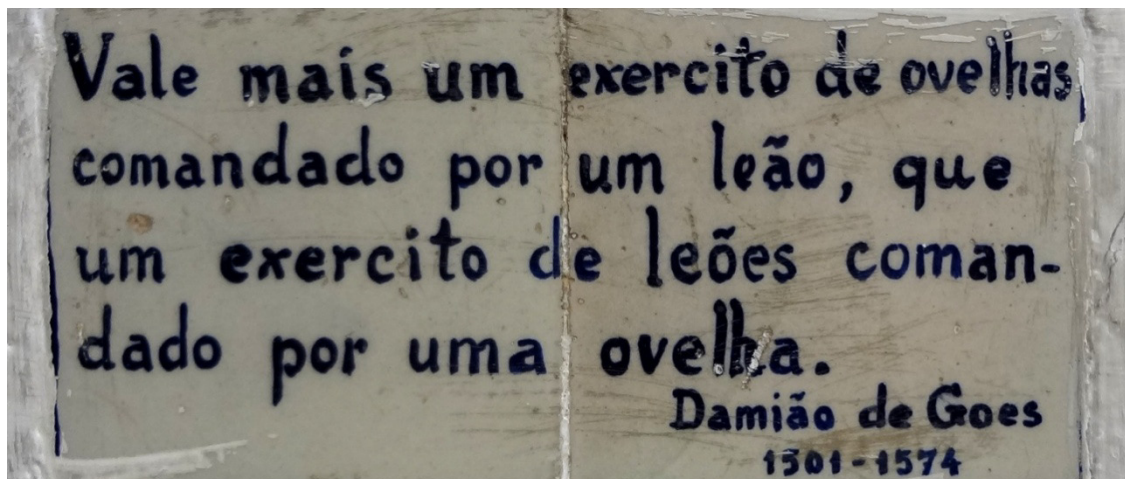 Vale mais um exercito de ovelhas
comandado por um leão, que
um exercito de leões coman-
dado por uma ovelha.
Damião de Goes
1501-1574